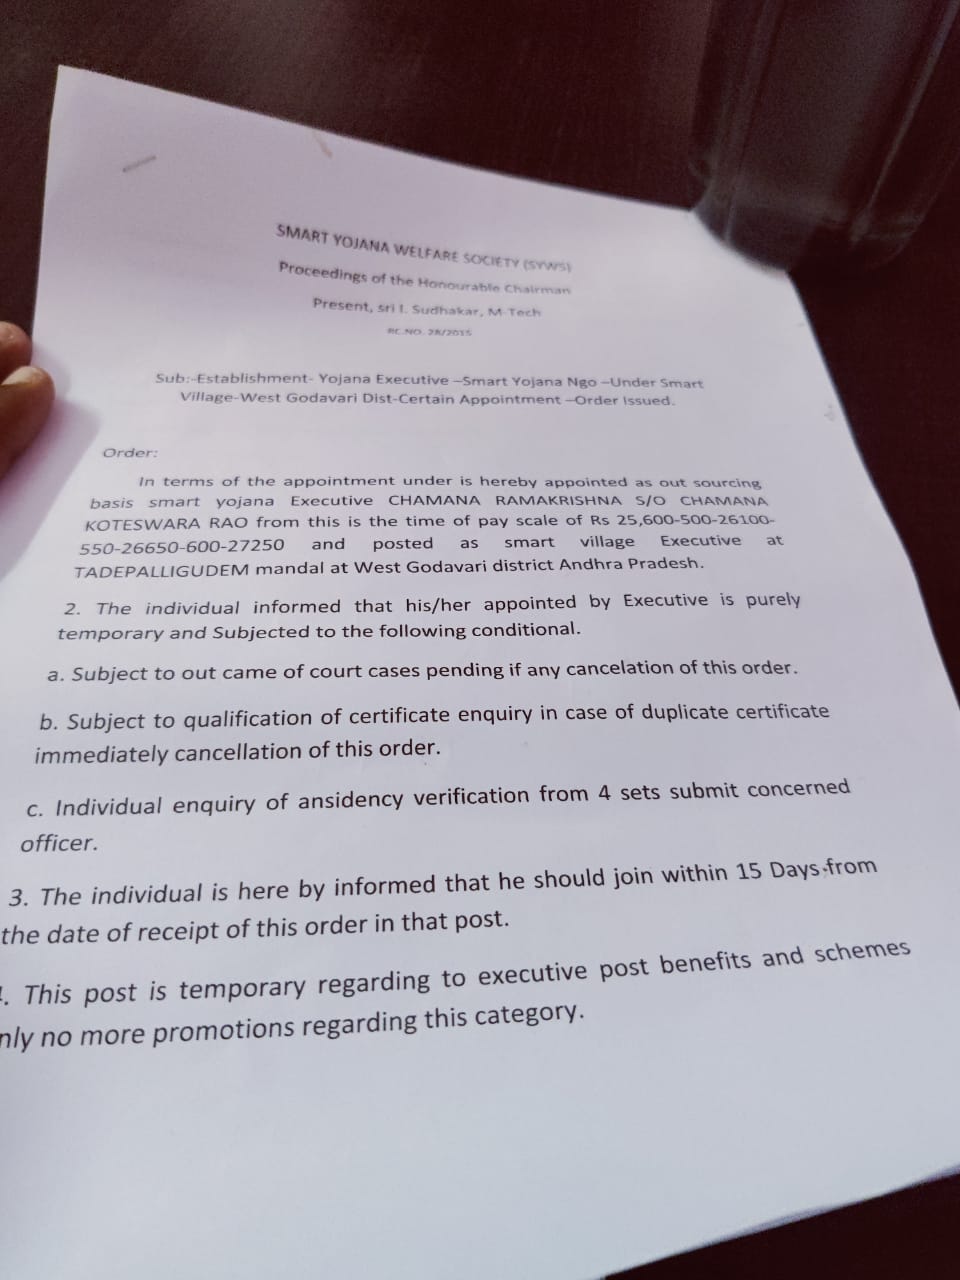 SMART YOJANA WELFARE SOCIETY (SYWS)
Proceedings of the Honourable Chairman
Present, sri I. Sudhakar, M-Tech
RC.NO. 28/2015
Sub:-Establishment- Yojana Executive –Smart Yojana Ngo –Under Smart
Village-West Godavari Dist-Certain Appointment –Order Issued.
Order:
In terms of the appointment under is hereby appointed as out sourcing
basis smart yojana Executive CHAMANA RAMAKRISHNA S/O CHAMANA
KOTESWARA RAO from this is the time of pay scale of Rs 25,600-500-26100-
550-26650-600-27250 and posted as smart village Executive at
TADEPALLIGUDEM mandal at West Godavari district Andhra Pradesh.
2. The individual informed that his/her appointed by Executive is purely
temporary and Subjected to the following conditional.
a. Subject to out came of court cases pending if any cancelation of this order.
b. Subject to qualification of certificate enquiry in case of duplicate certificate
immediately cancellation of this order.
c. Individual enquiry of ansidency verification from 4 sets submit concerned
officer.
3. The individual is here by informed that he should join within 15 Days from
the date of receipt of this order in that post.
. This post is temporary regarding to executive post benefits and schemes
nly no more promotions regarding this category.